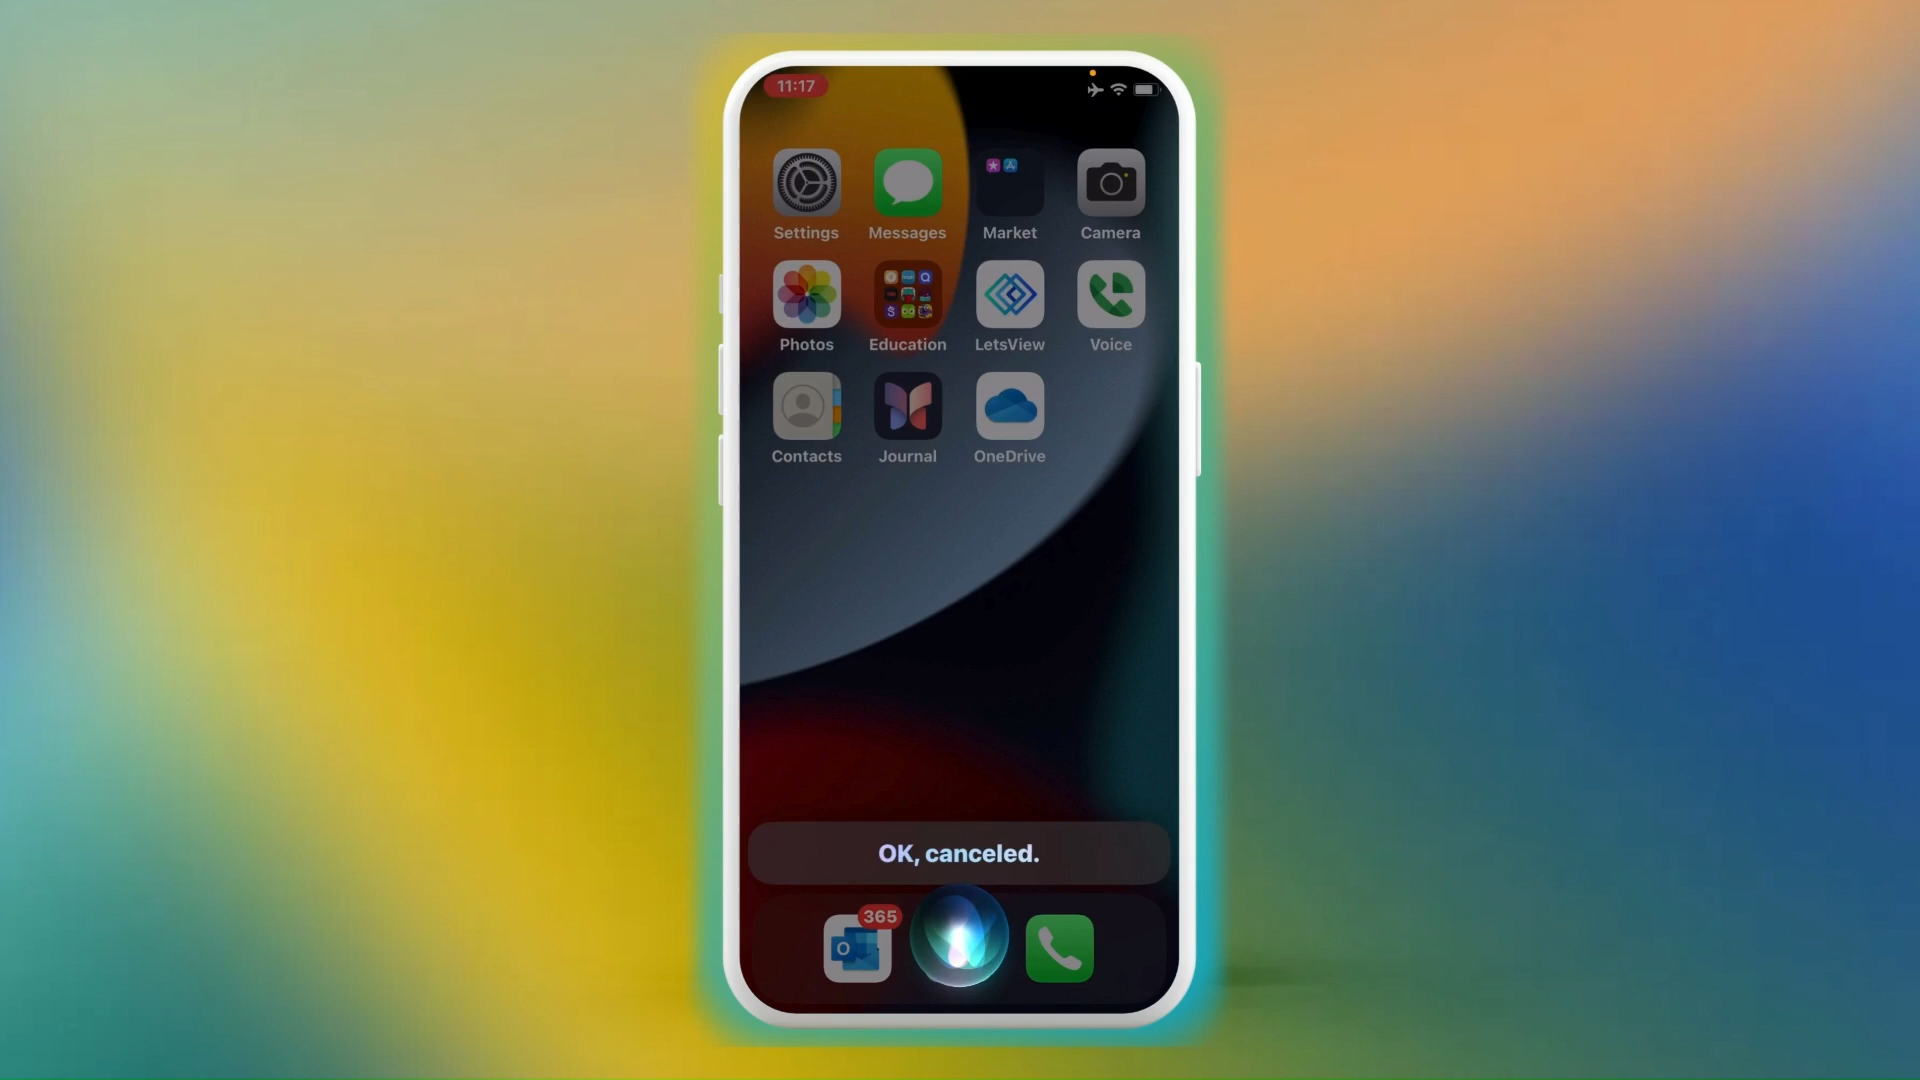 11:17
Settings
Messages
Market
Camera
Photos
Education
LetsView
Voice
Contacts
Journal
OneDrive
OK, canceled.
365
O